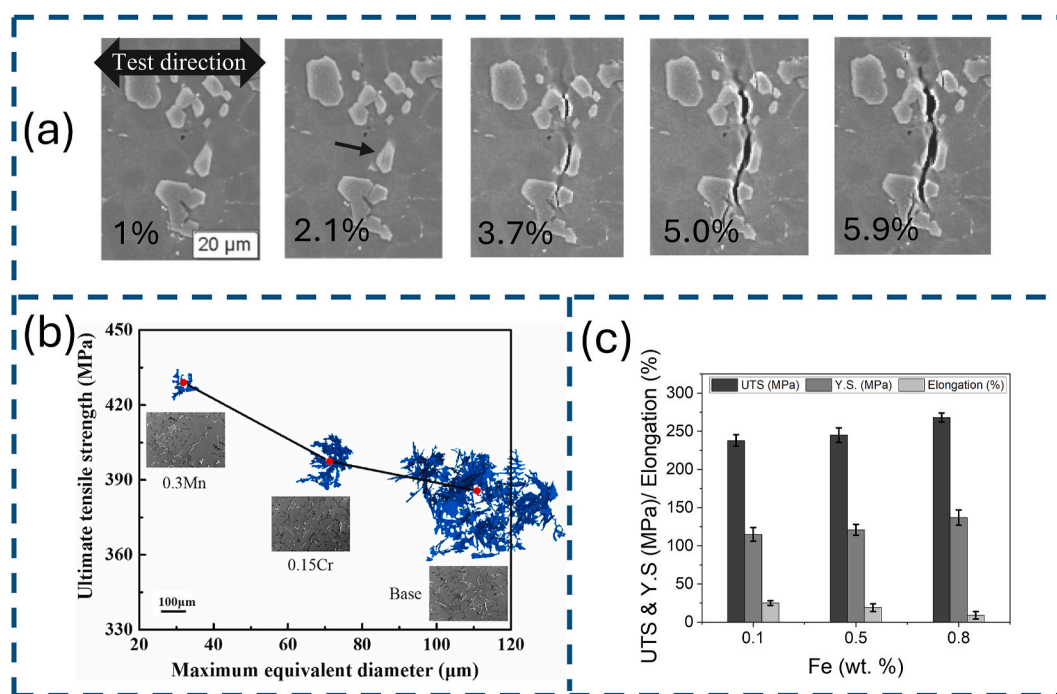 (a)
Test direction
1%
20 µm
2.1%
3.7%
5.0%
5.9%
(b)
Ultimate tensile strength (MPa)
450
420
390
360
330
0.3Mn
0.15Cr
Base
100µm
20
40
60
80
100
120
Maximum equivalent diameter (µm)
(c)
UTS & Y.S (MPa)/ Elongation (%)
UTS (MPa) Y.S. (MPa) Elongation (%)
300
250
200
150
100
50
0
0.1
0.5
0.8
Fe (wt. %)